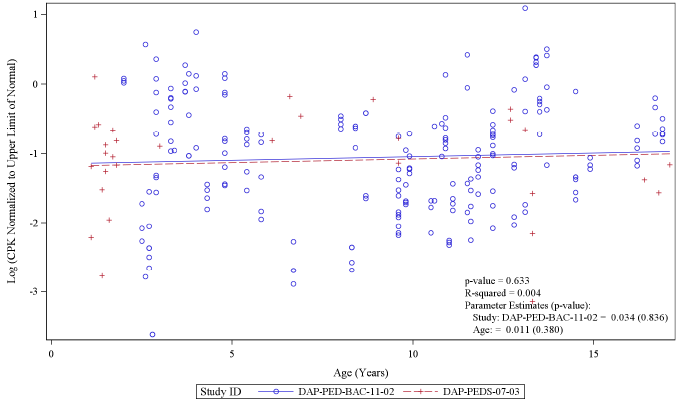 Log (CPK Normalized to Upper Limit of Normal)
1
0
-1
-2
-3
p-value = 0.633
R-squared = 0.004
Parameter Estimates (p-value):
Study: DAP-PED-BAC-11-02 = 0.034 (0.836)
Age: = 0.011 (0.380)
0 5 10 15
Age (Years)
Study ID DAP-PED-BAC-11-02 DAP-PEDS-07-03